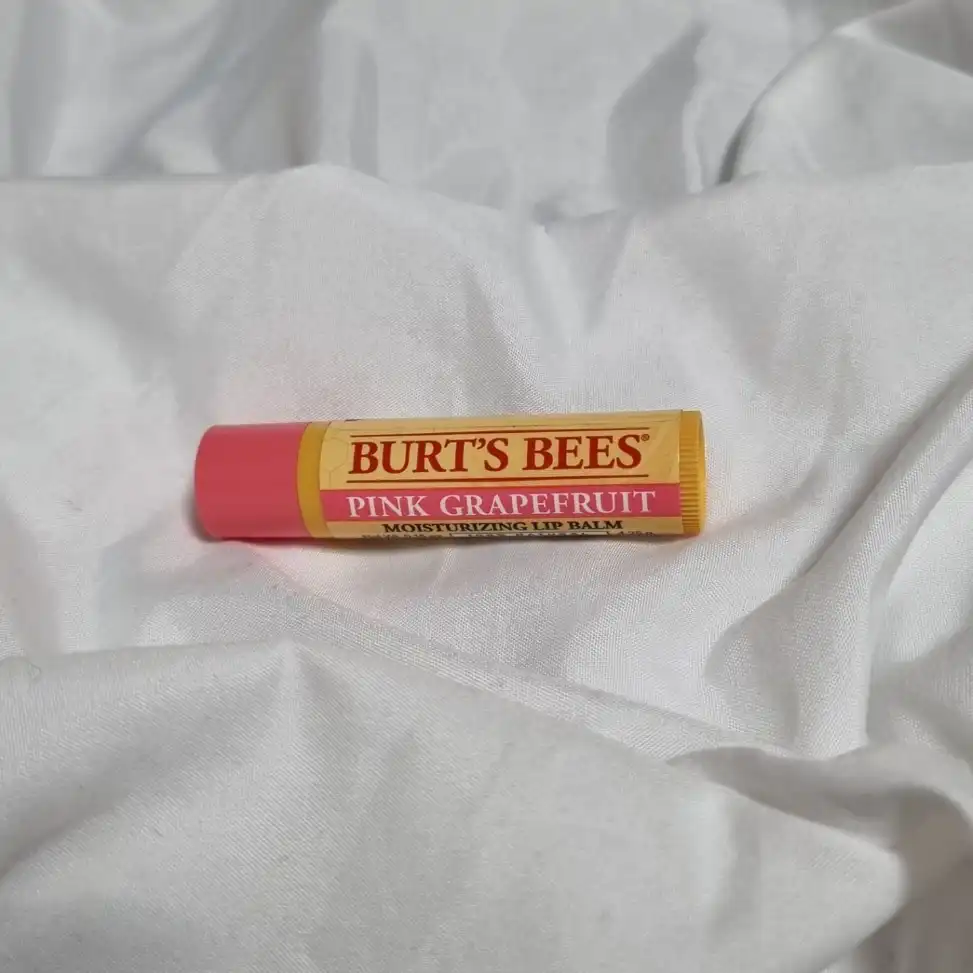 BURT'S BEES®
PINK GRAPEFRUIT
MOISTURIZING LIP BALM